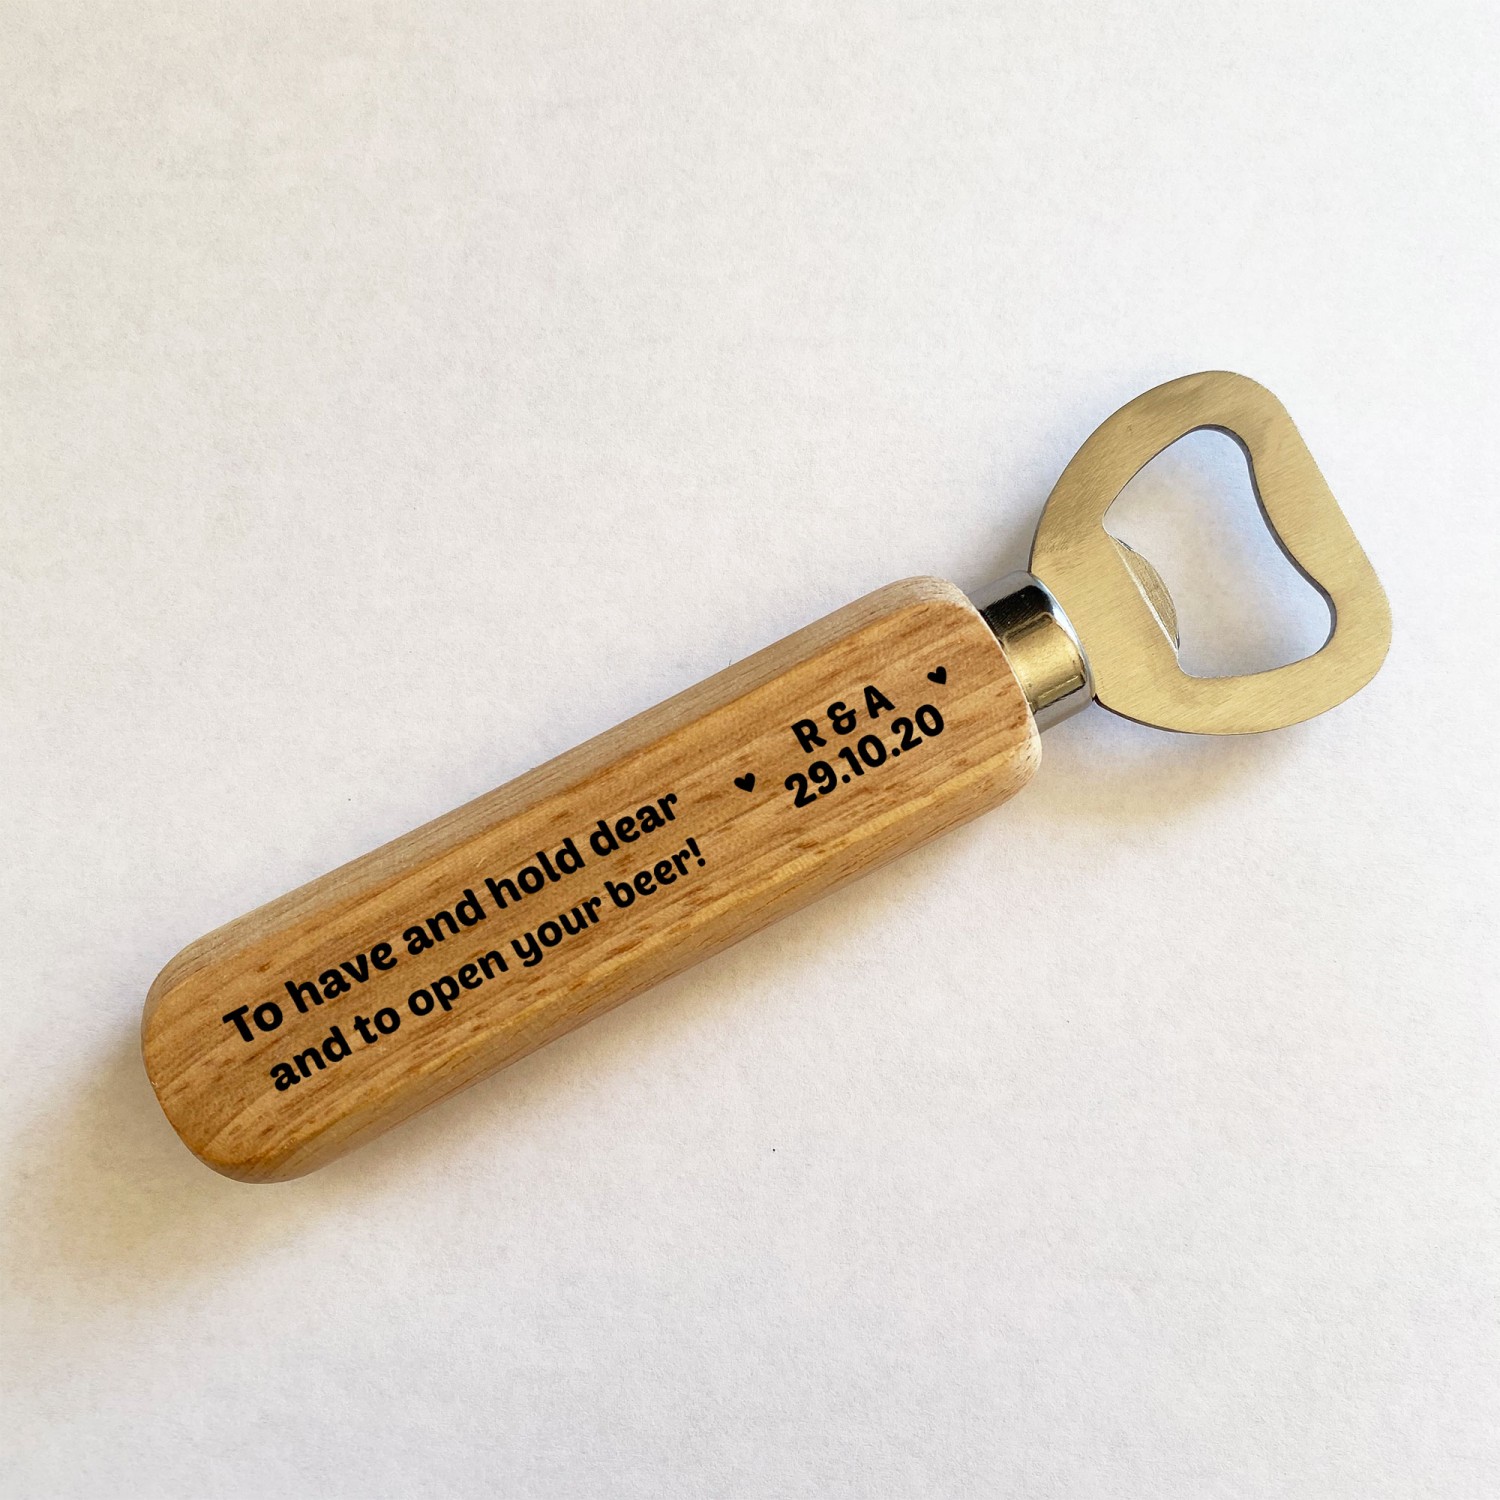 To have and hold dear
and to open your beer!
R & A
29.10.20